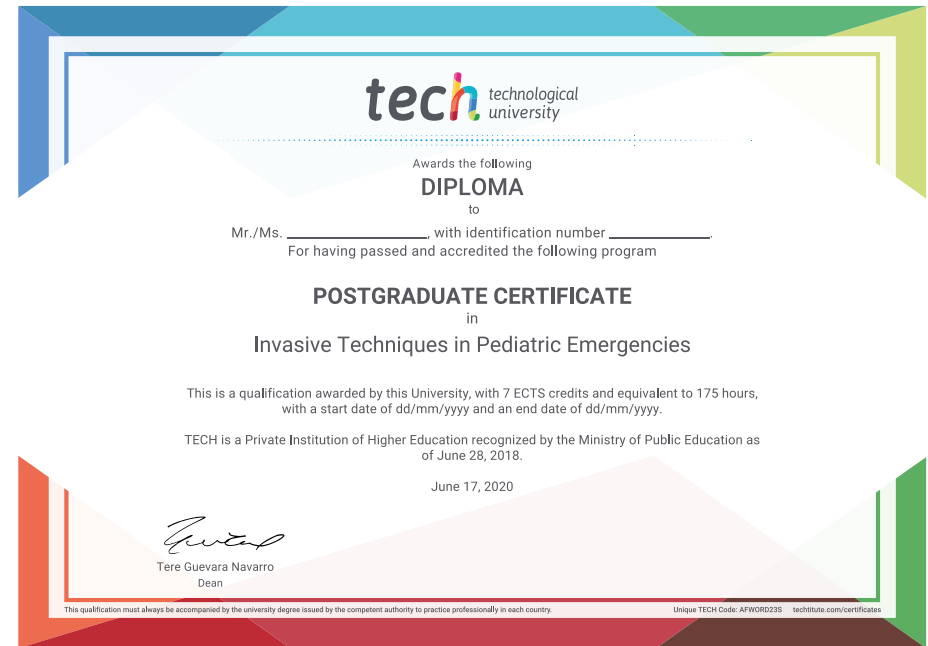 tech technological
university
Awards the following
DIPLOMA
to
Mr./Ms. ____________, with identification number ____________.
For having passed and accredited the following program
POSTGRADUATE CERTIFICATE
in
Invasive Techniques in Pediatric Emergencies
This is a qualification awarded by this University, with 7 ECTS credits and equivalent to 175 hours,
with a start date of dd/mm/yyyy and an end date of dd/mm/yyyy.
TECH is a Private Institution of Higher Education recognized by the Ministry of Public Education as
of June 28, 2018.
June 17, 2020
Tere Guevara Navarro
Dean
This qualification must always be accompanied by the university degree issued by the competent authority to practice professionally in each country.
Unique TECH Code: AFWORD23S techtitute.com/certificates